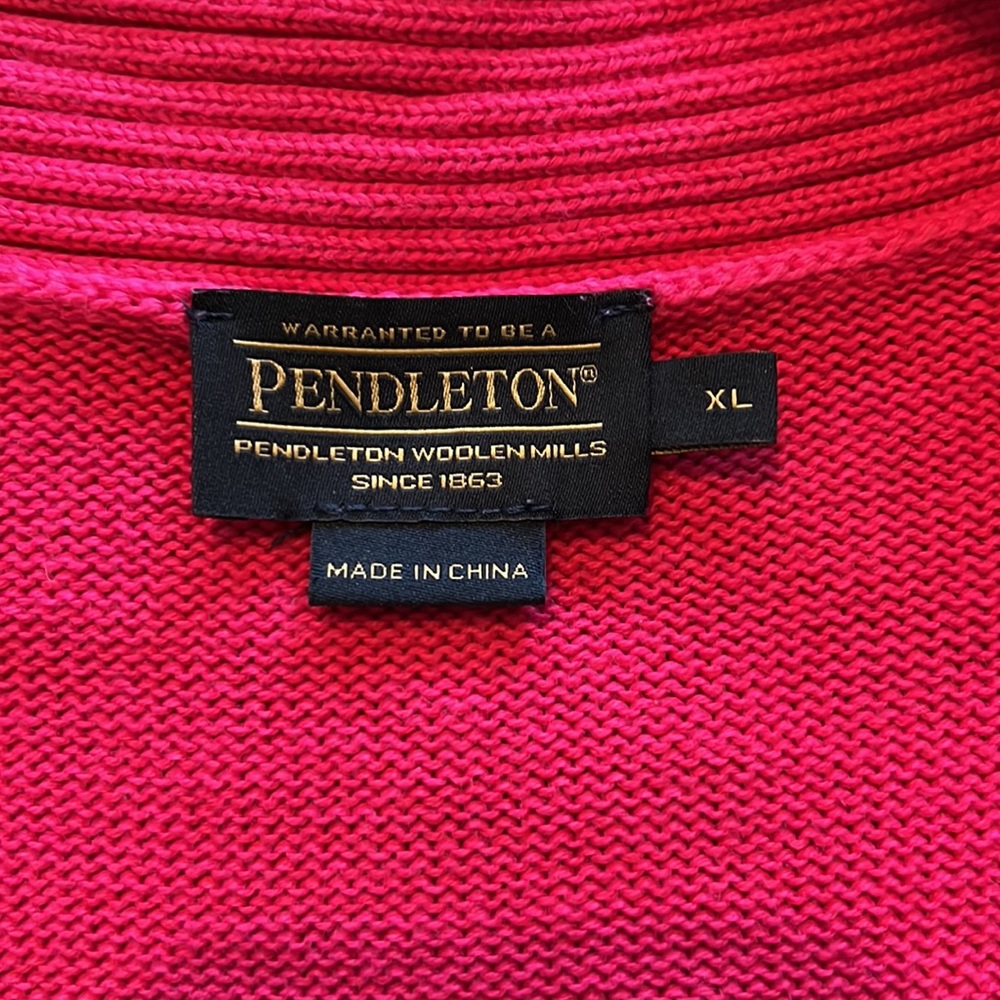 WARRANTED TO BE A
PENDLETON®
PENDLETON WOOLEN MILLS
SINCE 1863
XL
MADE IN CHINA